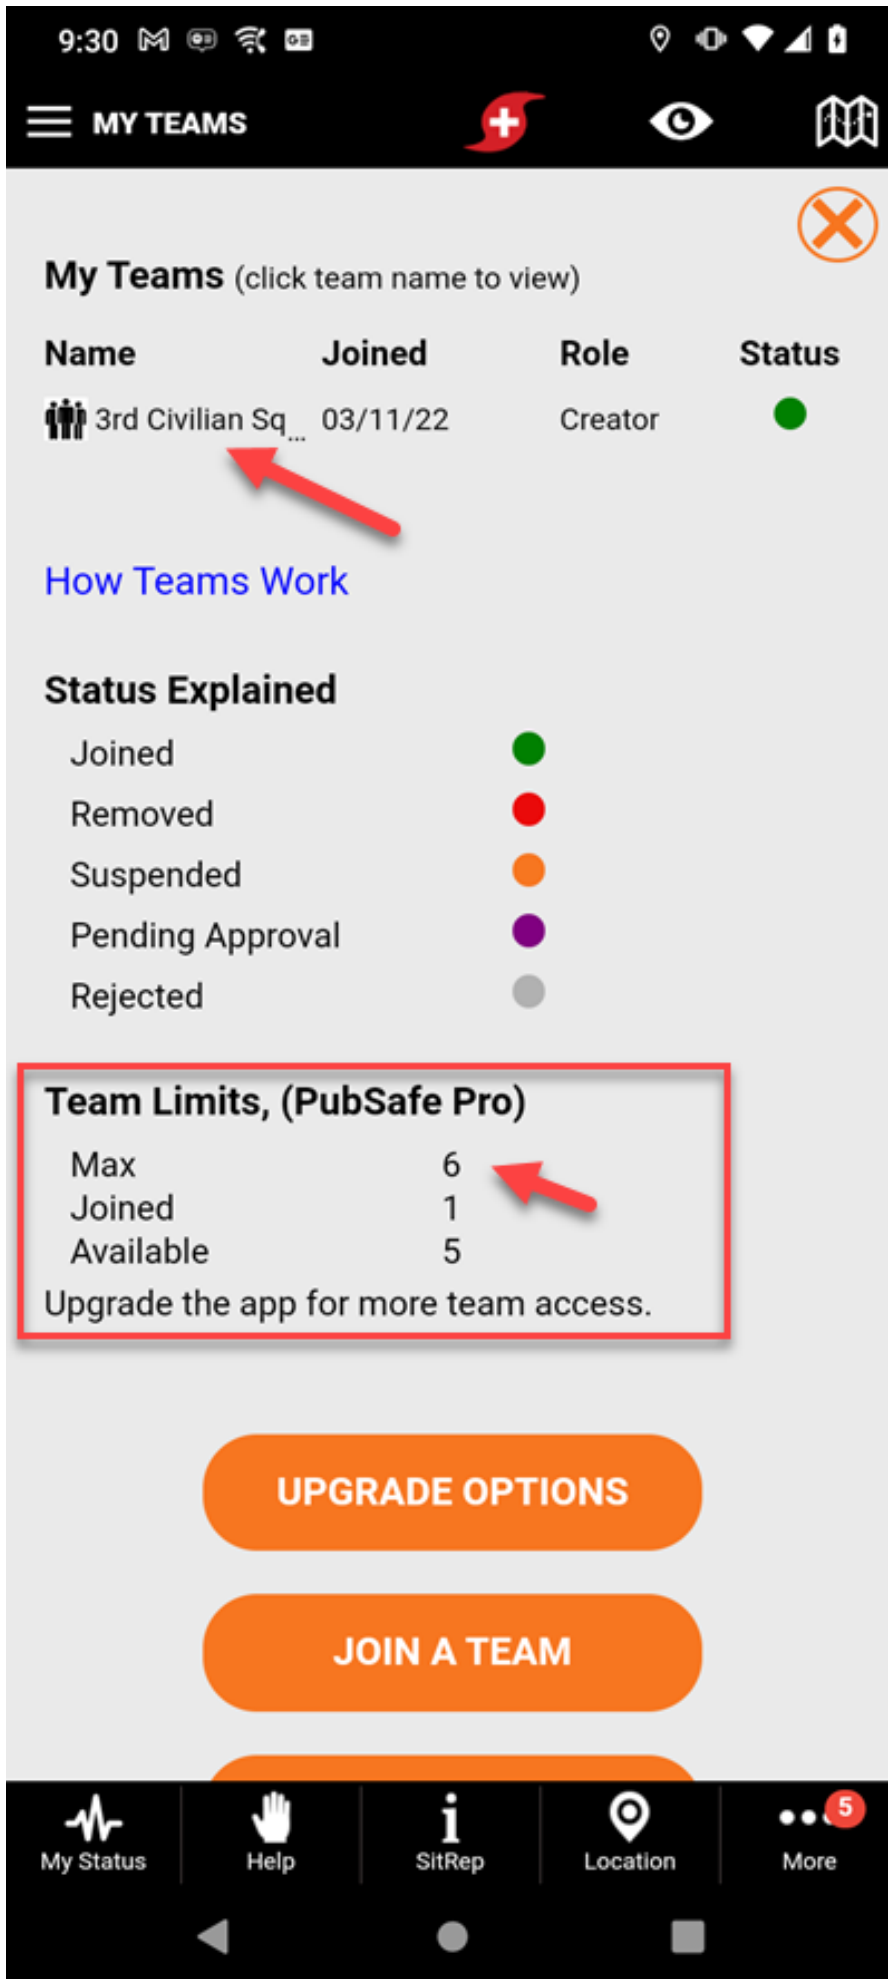 9:30
MY TEAMS
My Teams (click team name to view)
Name Joined Role Status
3rd Civilian Sq... 03/11/22 Creator
How Teams Work
Status Explained
Joined
Removed
Suspended
Pending Approval
Rejected
Team Limits, (PubSafe Pro)
Max 6
Joined 1
Available 5
Upgrade the app for more team access.
UPGRADE OPTIONS
JOIN A TEAM
5
My Status Help SitRep Location More